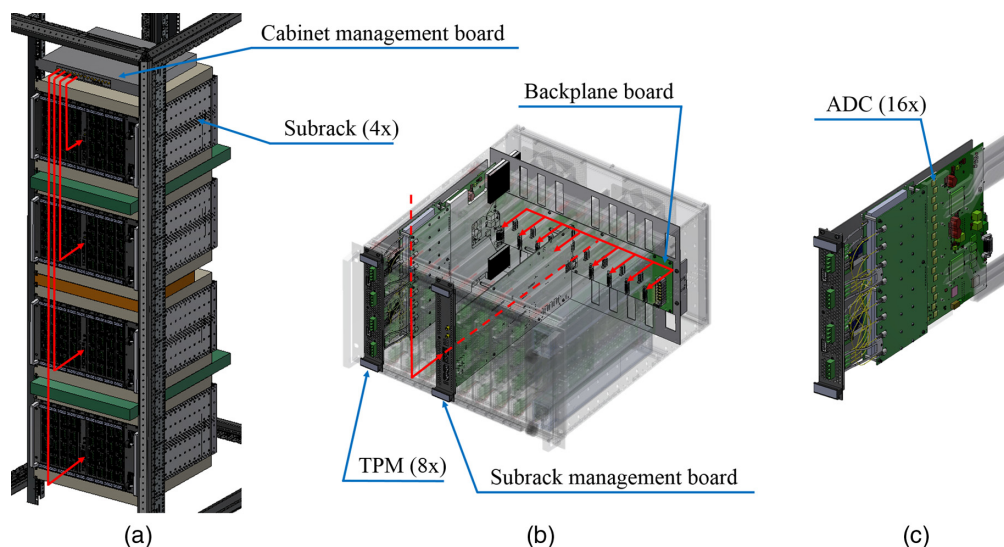 Cabinet management board
Subrack (4x)
Backplane board
ADC (16x)
TPM (8x)
Subrack management board
(a)
(b)
(c)